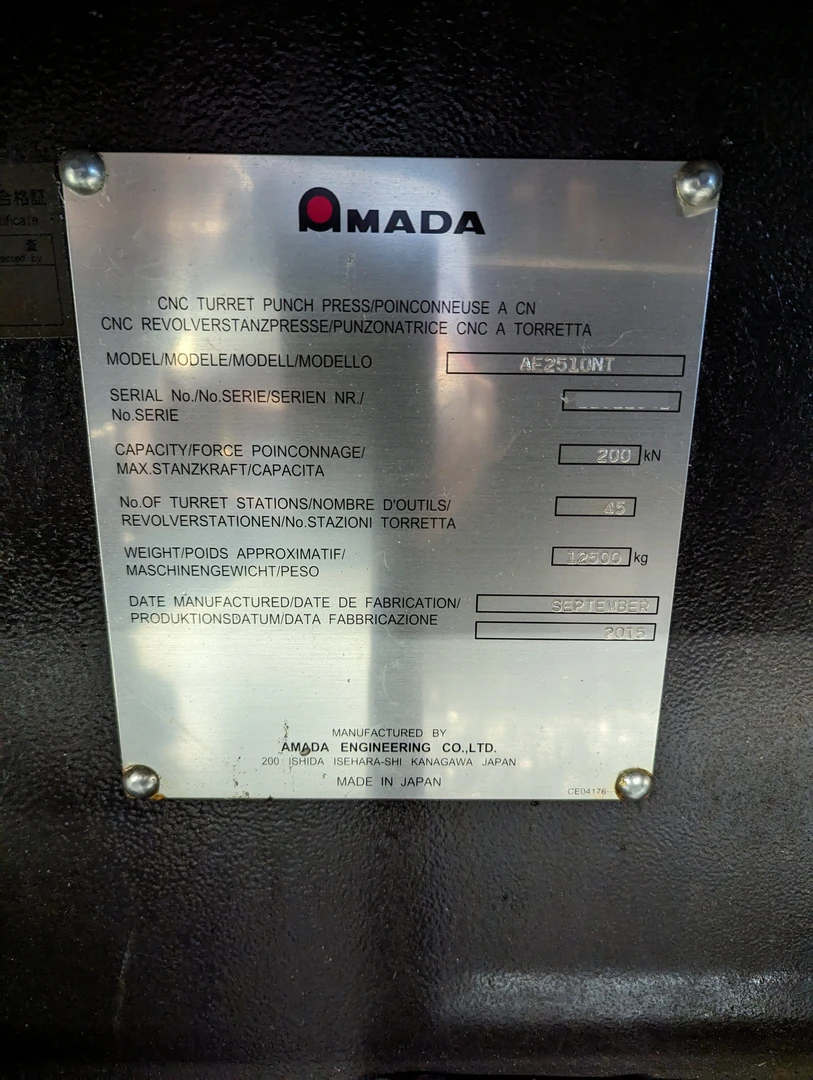 合格証
査
AMADA
CNC TURRET PUNCH PRESS/POINCONNEUSE A CN
CNC REVOLVERSTANZPRESSE/PUNZONATRICE CNC A TORRETTA
MODEL/MODELE/MODELL/MODELLO AE2510NT
SERIAL No./No.SERIE/SERIEN NR./
No.SERIE
CAPACITY/FORCE POINCONNAGE/
MAX.STANZKRAFT/CAPACITA 200 kN
No.OF TURRET STATIONS/NOMBRE D'OUTILS/
REVOLVERSTATIONEN/No.STAZIONI TORRETTA 45
WEIGHT/POIDS APPROXIMATIF/
MASCHINENGEWICHT/PESO 12500 kg
DATE MANUFACTURED/DATE DE FABRICATION/ SEPTEMBER
PRODUKTIONSDATUM/DATA FABBRICAZIONE 2015
MANUFACTURED BY
AMADA ENGINEERING CO.,LTD.
200 ISHIDA ISEHARA-SHI KANAGAWA JAPAN
MADE IN JAPAN
CE04176